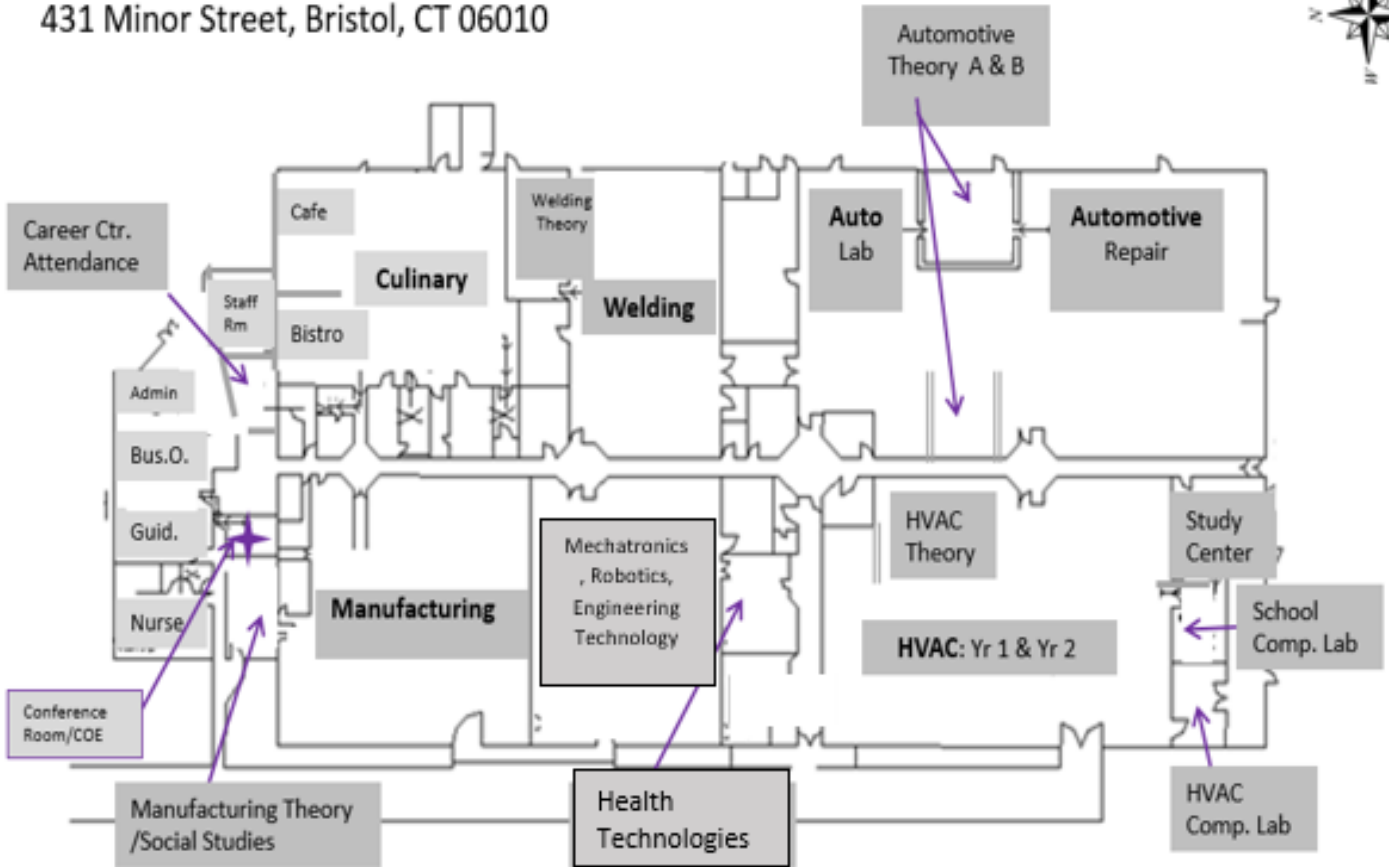 431 Minor Street, Bristol, CT 06010
N
W
Automotive
Theory A & B
Career Ctr.
Attendance
Cafe
Culinary
Staff
Rm
Bistro
Welding
Theory
Welding
Auto
Lab
Automotive
Repair
Admin
Bus.O.
Guid.
Nurse
Manufacturing
Mechatronics
, Robotics,
Engineering
Technology
HVAC
Theory
Study
Center
HVAC: Yr 1 & Yr 2
School
Comp. Lab
Conference
Room/COE
Manufacturing Theory
/Social Studies
Health
Technologies
HVAC
Comp. Lab